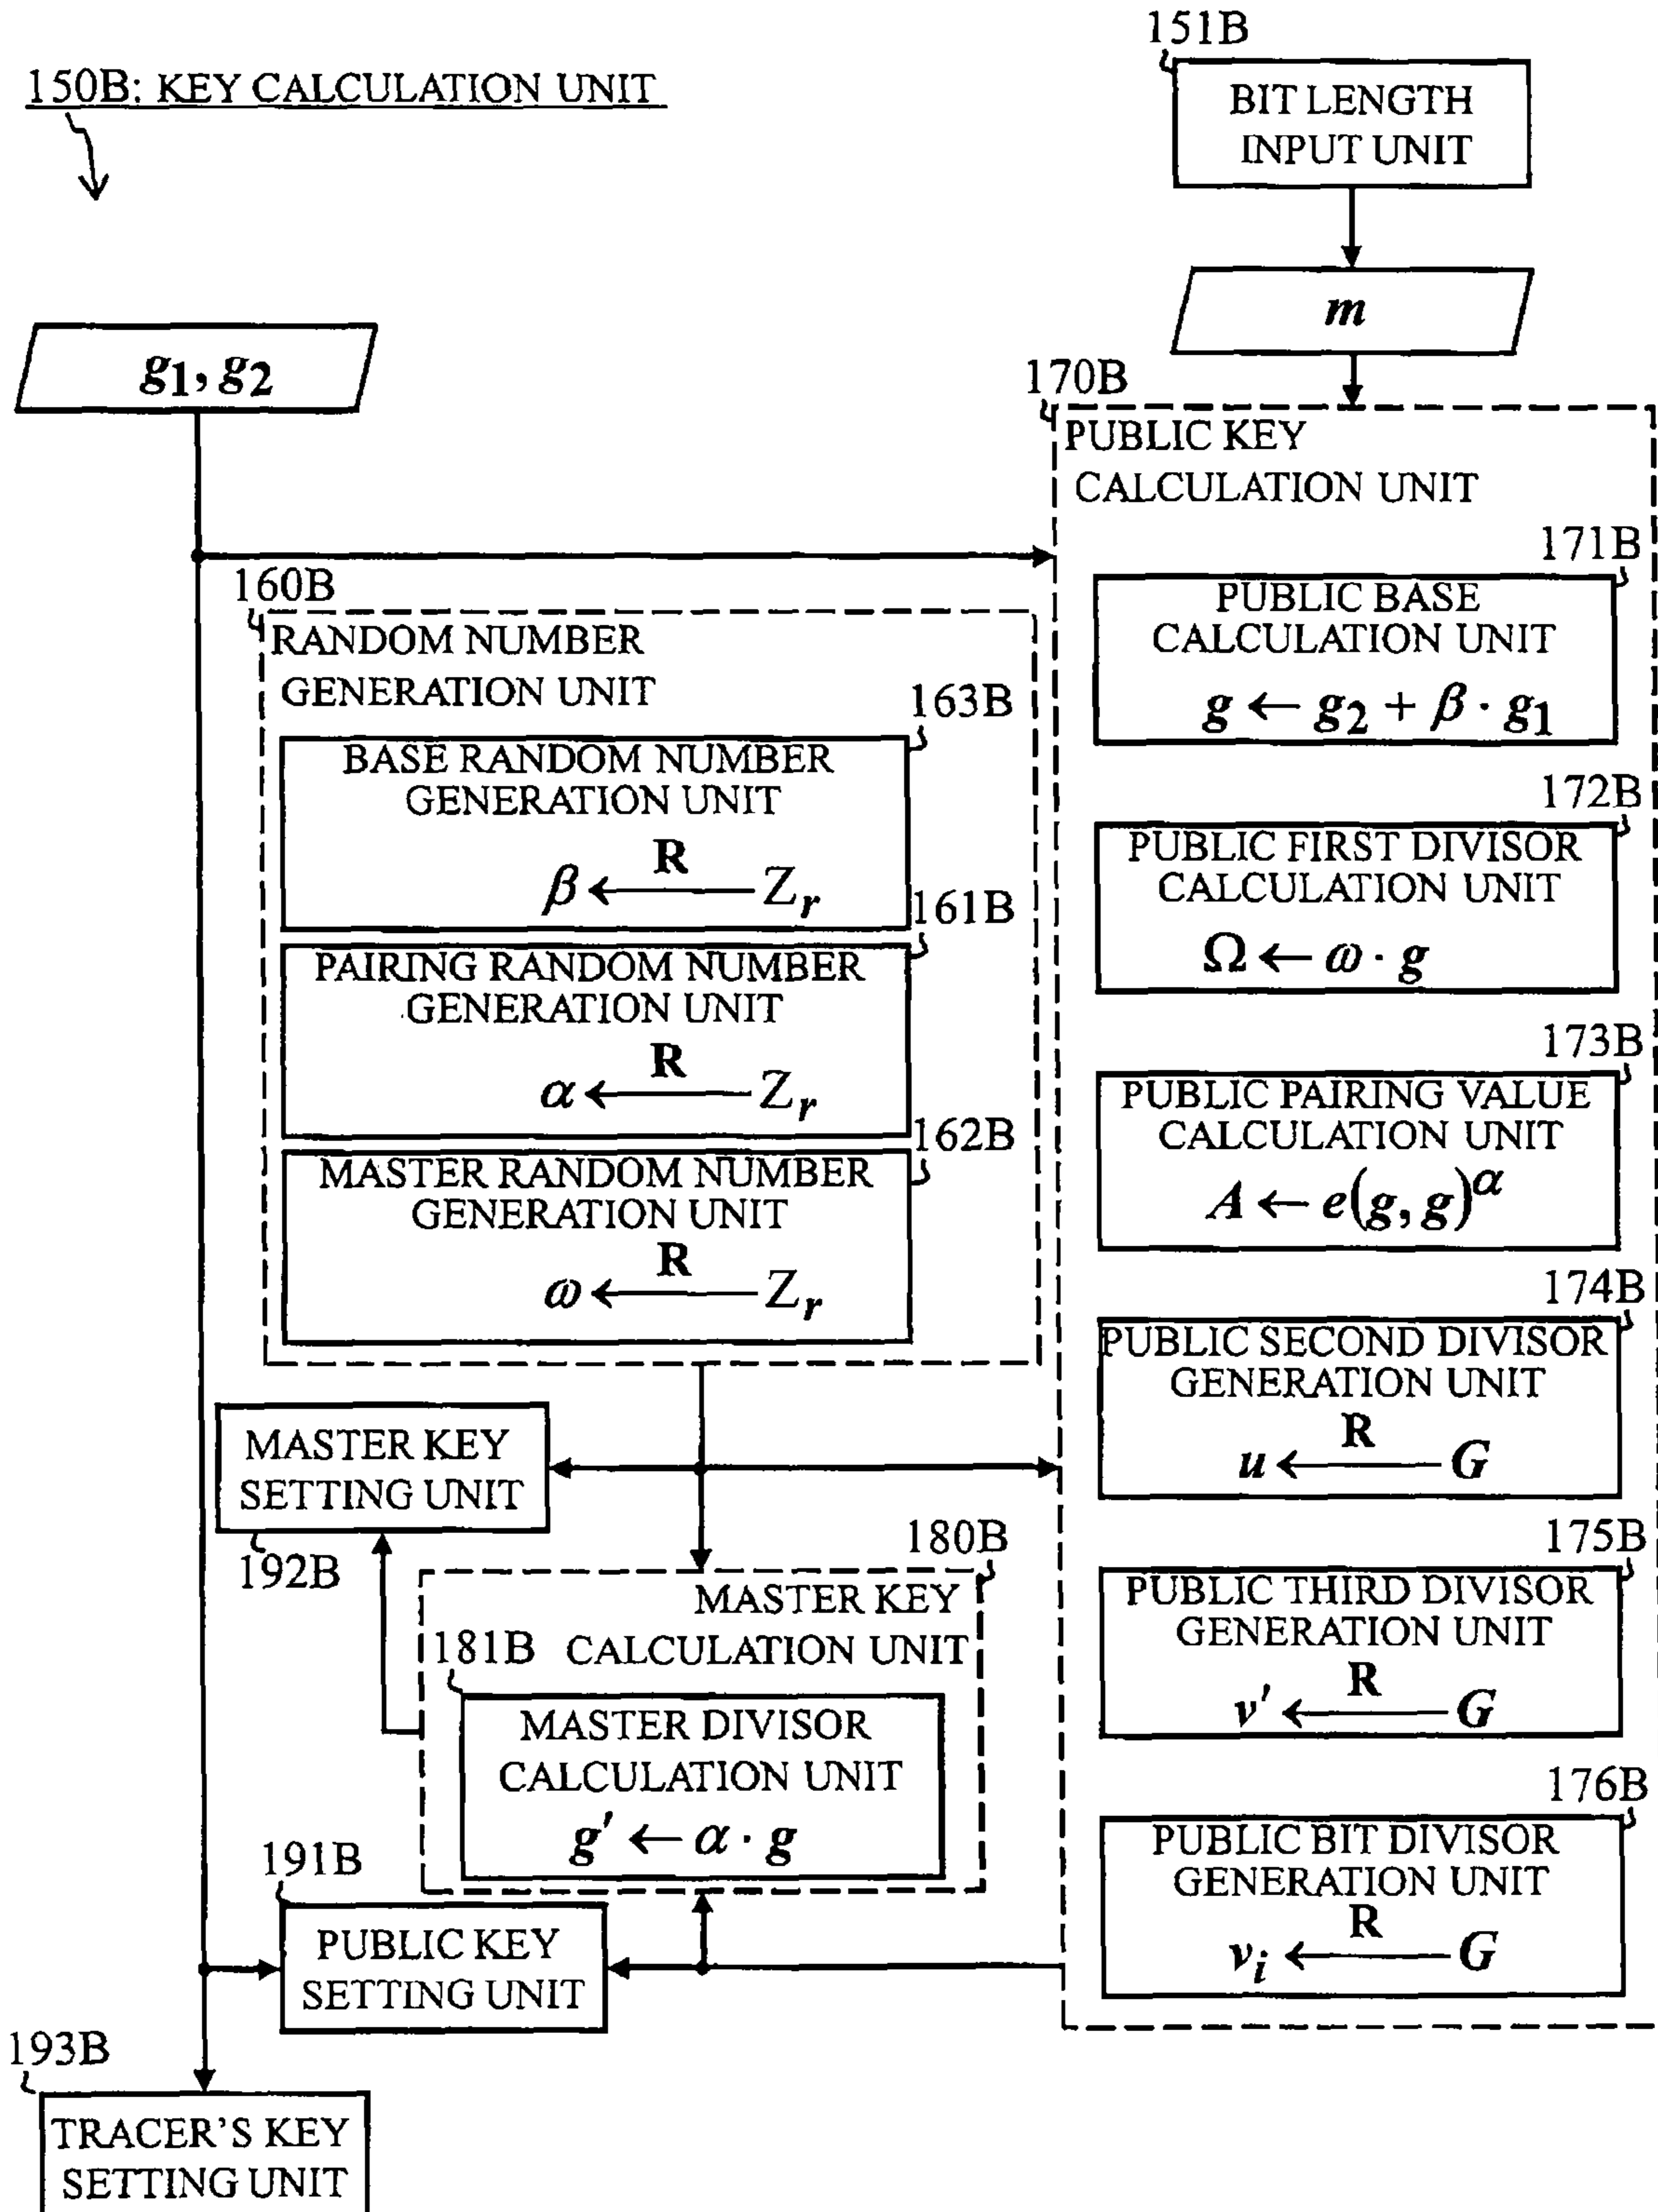 150B: KEY CALCULATION UNIT
151B
BIT LENGTH
INPUT UNIT
m
g1, g2
170B
PUBLIC KEY
CALCULATION UNIT
171B
PUBLIC BASE
CALCULATION UNIT
g ← g2 + β · g1
160B
RANDOM NUMBER
GENERATION UNIT
163B
BASE RANDOM NUMBER
GENERATION UNIT
R
β ← Zr
161B
PAIRING RANDOM NUMBER
GENERATION UNIT
R
α ← Zr
162B
MASTER RANDOM NUMBER
GENERATION UNIT
R
ω ← Zr
172B
PUBLIC FIRST DIVISOR
CALCULATION UNIT
Ω ← ω · g
173B
PUBLIC PAIRING VALUE
CALCULATION UNIT
A ← e(g, g)^α
174B
PUBLIC SECOND DIVISOR
GENERATION UNIT
R
u ← G
175B
PUBLIC THIRD DIVISOR
GENERATION UNIT
R
v' ← G
176B
PUBLIC BIT DIVISOR
GENERATION UNIT
R
vi ← G
MASTER KEY
SETTING UNIT
192B
180B
MASTER KEY
CALCULATION UNIT
181B
MASTER DIVISOR
CALCULATION UNIT
g' ← α · g
191B
PUBLIC KEY
SETTING UNIT
193B
TRACER'S KEY
SETTING UNIT